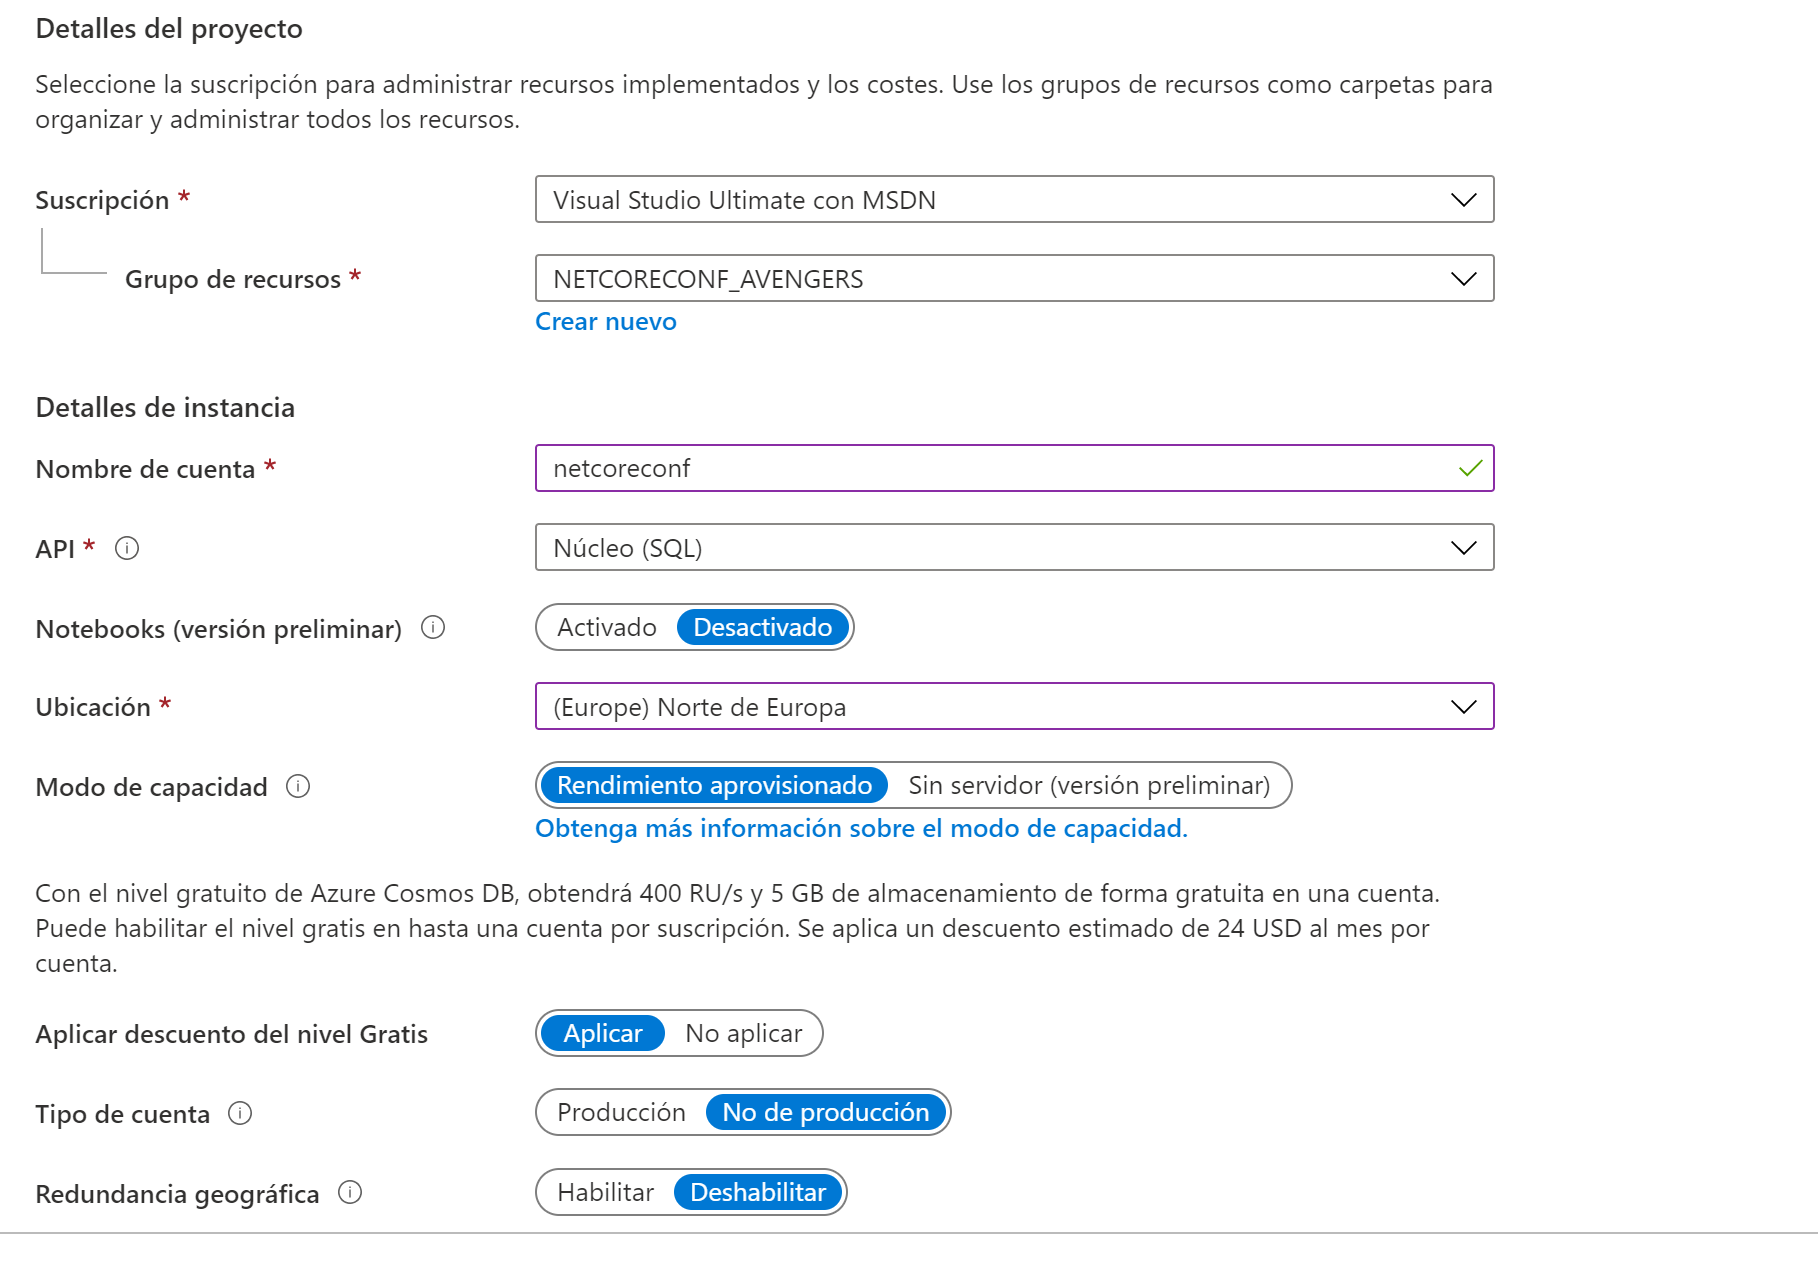 Detalles del proyecto
Seleccione la suscripción para administrar recursos implementados y los costes. Use los grupos de recursos como carpetas para
organizar y administrar todos los recursos.
Suscripción *
Visual Studio Ultimate con MSDN
Grupo de recursos *
NETCORECONF_AVENGERS
Crear nuevo
Detalles de instancia
Nombre de cuenta *
netcoreconf
API *
Núcleo (SQL)
Notebooks (versión preliminar)
Activado Desactivado
Ubicación *
(Europe) Norte de Europa
Modo de capacidad
Rendimiento aprovisionado Sin servidor (versión preliminar)
Obtenga más información sobre el modo de capacidad.
Con el nivel gratuito de Azure Cosmos DB, obtendrá 400 RU/s y 5 GB de almacenamiento de forma gratuita en una cuenta.
Puede habilitar el nivel gratis en hasta una cuenta por suscripción. Se aplica un descuento estimado de 24 USD al mes por
cuenta.
Aplicar descuento del nivel Gratis
Aplicar No aplicar
Tipo de cuenta
Producción No de producción
Redundancia geográfica
Habilitar Deshabilitar